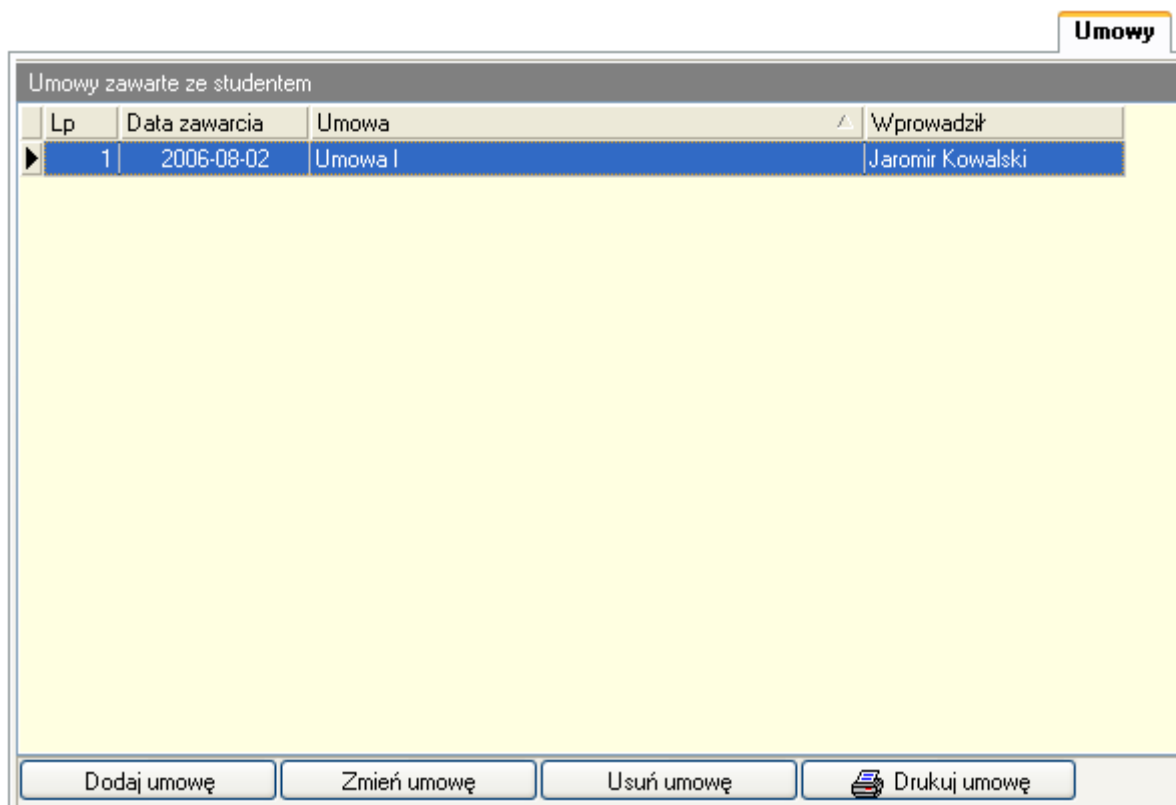 Umowy
Umowy zawarte ze studentem
Lp Data zawarcia Umowa Wprowadził
1 2006-08-02 Umowa I Jaromir Kowalski
Dodaj umowę Zmień umowę Usuń umowę Drukuj umowę